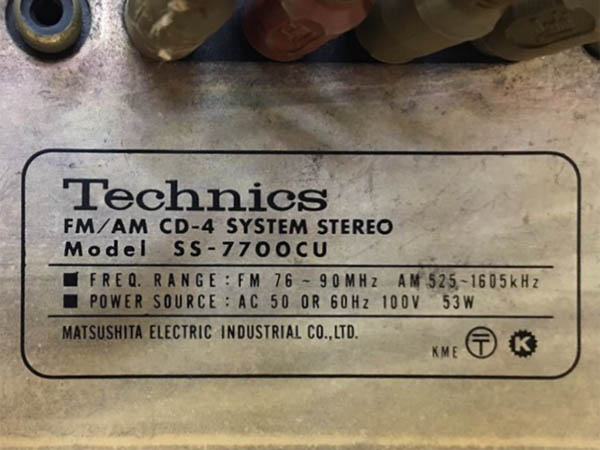 Technics
FM/AM CD-4 SYSTEM STEREO
Model SS-7700CU
■ FREQ. RANGE : FM 76 ~ 90MHz AM 525~1605kHz
■ POWER SOURCE : AC 50 OR 60Hz 100V 53W
MATSUSHITA ELECTRIC INDUSTRIAL CO.,LTD.
KME 〒 K